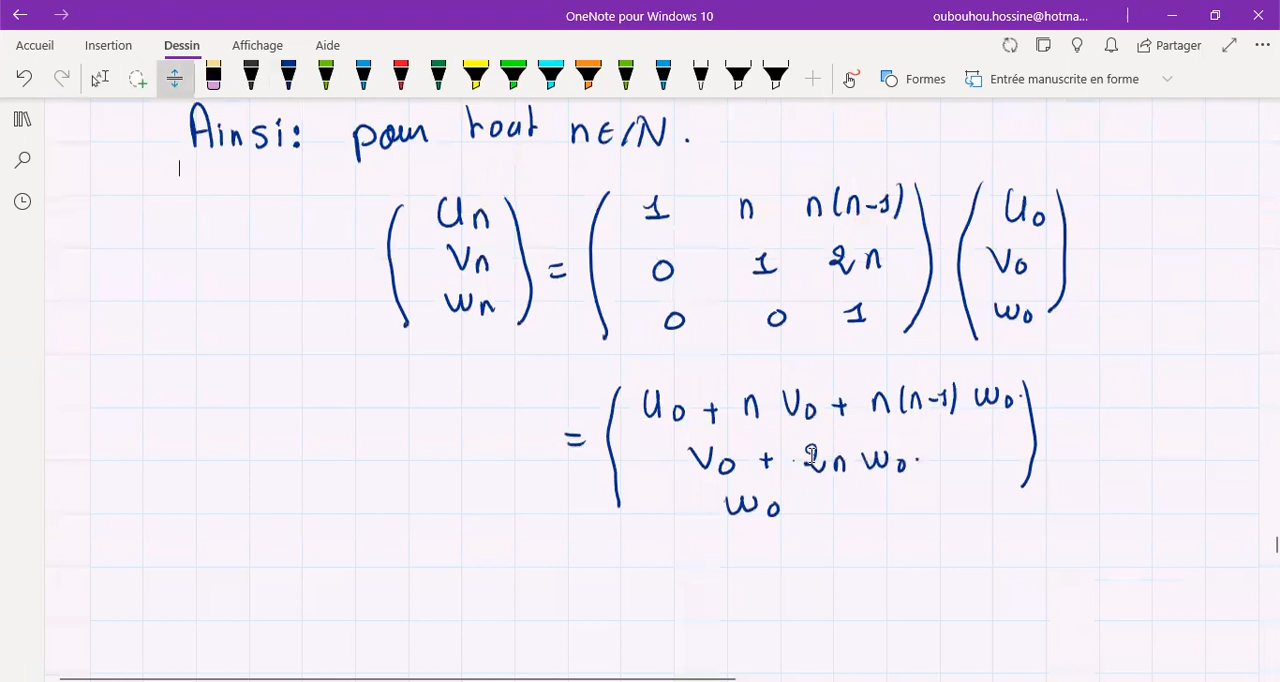 OneNote pour Windows 10
oubouhou.hossine@hotma...
Accueil Insertion Dessin Affichage Aide Partager
Formes Entrée manuscrite en forme
Ainsi: pour tout n∈ℕ.
( Un ) = ( 1 n n(n-1) ) ( U0 )
( Vn ) ( 0 1 2n ) ( V0 )
( Wn ) ( 0 0 1 ) ( W0 )
= ( U0 + n V0 + n(n-1) W0. )
( V0 + 2n W0. )
( W0 )